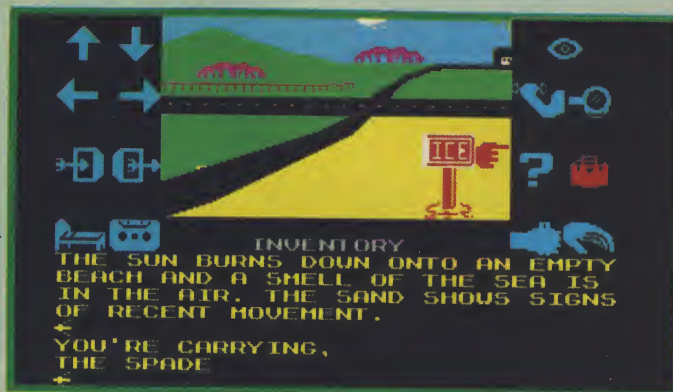 ICE
?
INVENTORY
THE SUN BURNS DOWN ONTO AN EMPTY
BEACH AND A SMELL OF THE SEA IS
IN THE AIR. THE SAND SHOWS SIGNS
OF RECENT MOVEMENT.
YOU'RE CARRYING,
THE SPADE